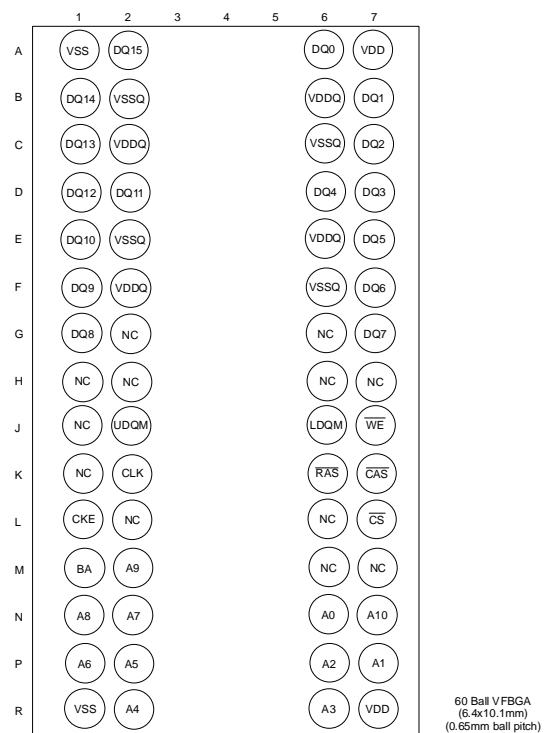 1 2 3 4 5 6 7
A VSS DQ15 DQ0 VDD
B DQ14 VSSQ VDDQ DQ1
C DQ13 VDDQ VSSQ DQ2
D DQ12 DQ11 DQ4 DQ3
E DQ10 VSSQ VDDQ DQ5
F DQ9 VDDQ VSSQ DQ6
G DQ8 NC NC DQ7
H NC NC NC NC
J NC UDQM LDQM WE
K NC CLK RAS CAS
L CKE NC NC CS
M BA A9 NC NC
N A8 A7 A0 A10
P A6 A5 A2 A1
R VSS A4 A3 VDD
60 Ball VFBGA
(6.4x10.1mm)
(0.65mm ball pitch)